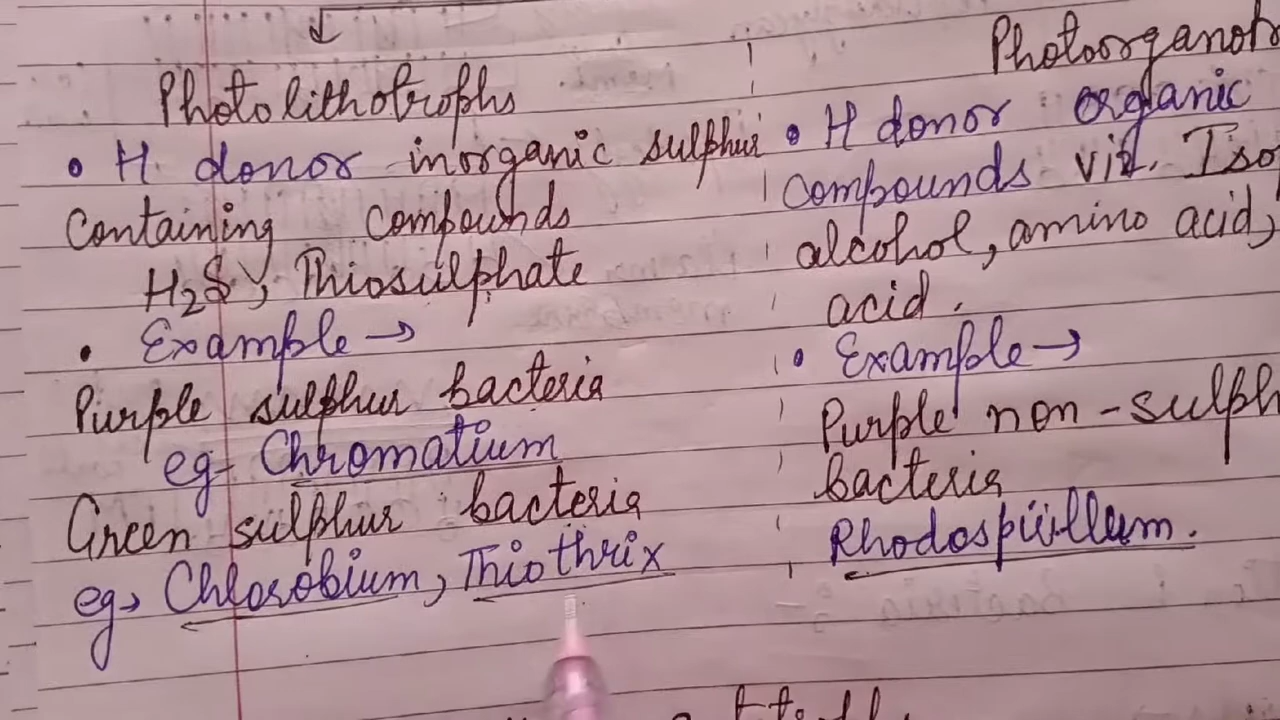 Photolithotrophs
• H donor inorganic sulphur
containing compounds
H₂S, Thiosulphate
• Example →
Purple sulphur bacteria
eg- Chromatium
Green sulphur bacteria
eg→ Chlorobium, Thiothrix
Photoorganotr
• H donor organic
compounds viz. Iso
alcohol, amino acid,
acid.
• Example →
Purple non-sulph
bacteria
Rhodospirillum.